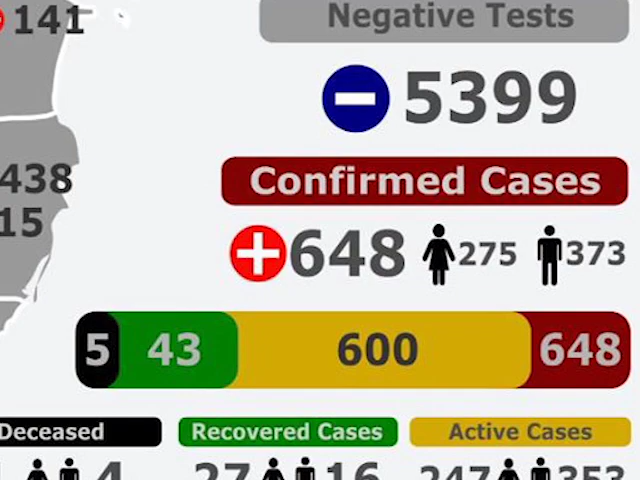 141
Negative Tests
5399
438
15
Confirmed Cases
648 275 373
5 43 600 648
Deceased Recovered Cases Active Cases
4 27 16 247 353